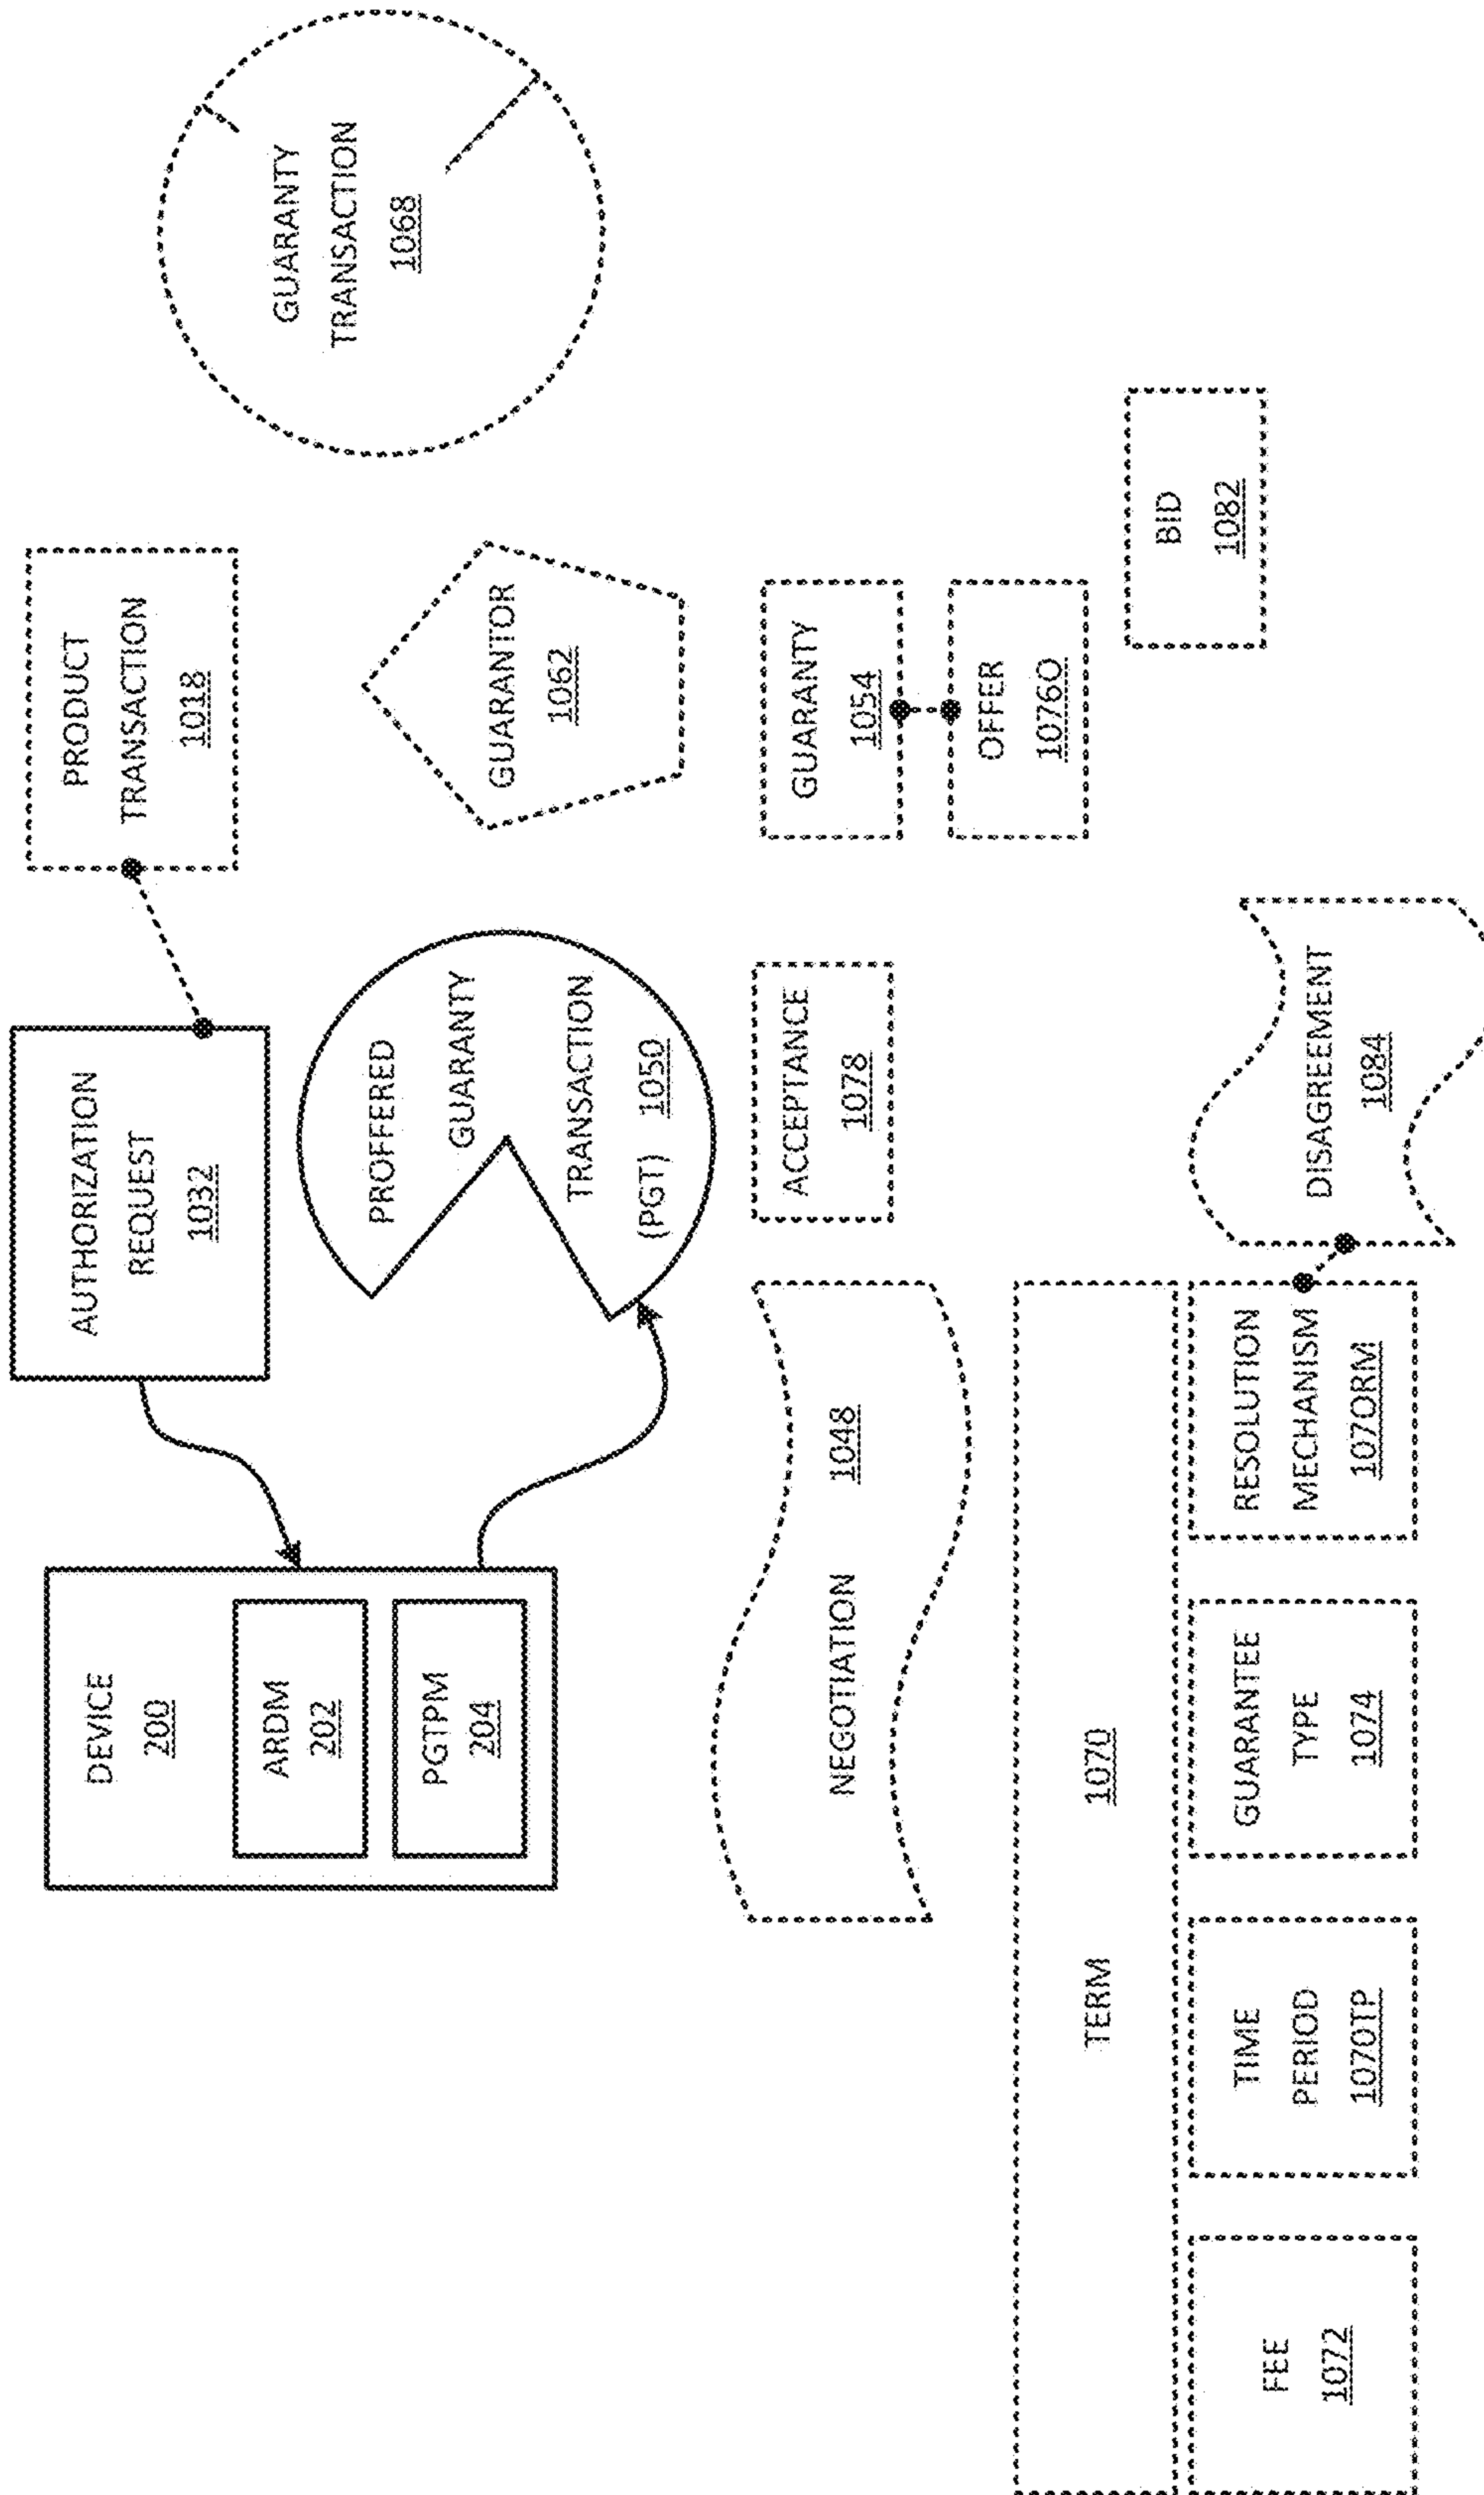 DEVICE
200
ARDM
202
PGTPM
204
AUTHORIZATION
REQUEST
1032
PRODUCT
TRANSACTION
1018
PROFFERED
GUARANTY
TRANSACTION
(PGT) 1050
GUARANTOR
1062
GUARANTY
TRANSACTION
1068
NEGOTIATION 1048
ACCEPTANCE
1078
GUARANTY
1054
OFFER
1076O
BID
1082
TERM 1070
FEE
1072
TIME
PERIOD
1070TP
GUARANTEE
TYPE
1074
RESOLUTION
MECHANISM
107ORM
DISAGREEMENT
1084